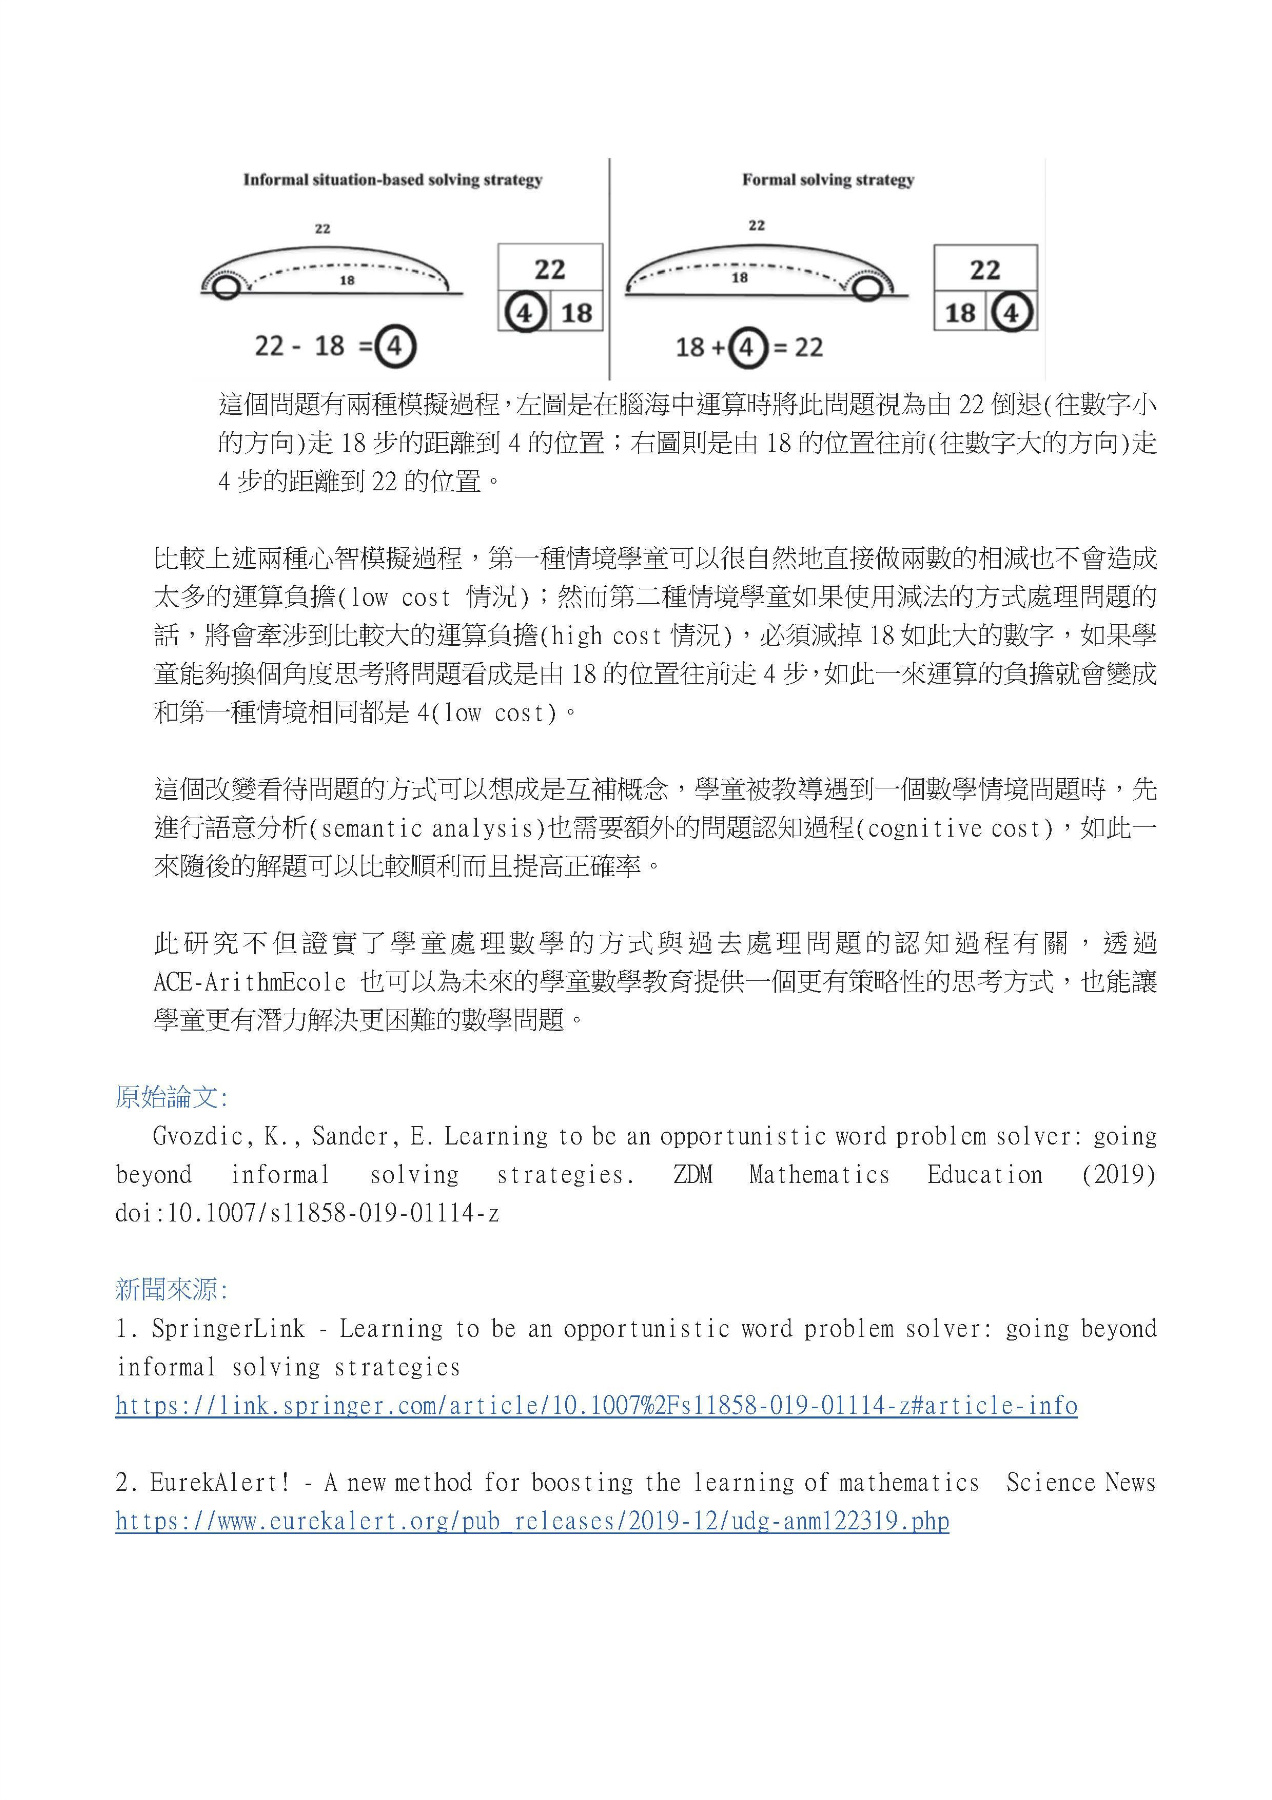 Informal situation-based solving strategy
22
18
22
4 18
22 - 18 =4
Formal solving strategy
22
18
22
18 4
18 +4 = 22
這個問題有兩種模擬過程，左圖是在腦海中運算時將此問題視為由 22 倒退(往數字小
的方向)走 18 步的距離到 4 的位置；右圖則是由 18 的位置往前(往數字大的方向)走
4 步的距離到 22 的位置。
比較上述兩種心智模擬過程，第一種情境學童可以很自然地直接做兩數的相減也不會造成
太多的運算負擔(low cost 情況)；然而第二種情境學童如果使用減法的方式處理問題的
話，將會牽涉到比較大的運算負擔(high cost 情況)，必須減掉 18 如此大的數字，如果學
童能夠換個角度思考將問題看成是由 18 的位置往前走 4 步，如此一來運算的負擔就會變成
和第一種情境相同都是 4(low cost)。
這個改變看待問題的方式可以想成是互補概念，學童被教導遇到一個數學情境問題時，先
進行語意分析(semantic analysis)也需要額外的問題認知過程(cognitive cost)，如此一
來隨後的解題可以比較順利而且提高正確率。
此研究不但證實了學童處理數學的方式與過去處理問題的認知過程有關，透過
ACE-ArithmEcole 也可以為未來的學童數學教育提供一個更有策略性的思考方式，也能讓
學童更有潛力解決更困難的數學問題。
原始論文:
Gvozdic, K., Sander, E. Learning to be an opportunistic word problem solver: going
beyond informal solving strategies. ZDM Mathematics Education (2019)
doi:10.1007/s11858-019-01114-z
新聞來源:
1. SpringerLink - Learning to be an opportunistic word problem solver: going beyond
informal solving strategies
https://link.springer.com/article/10.1007%2Fs11858-019-01114-z#article-info
2. EurekAlert! - A new method for boosting the learning of mathematics Science News
https://www.eurekalert.org/pub_releases/2019-12/udg-anm122319.php